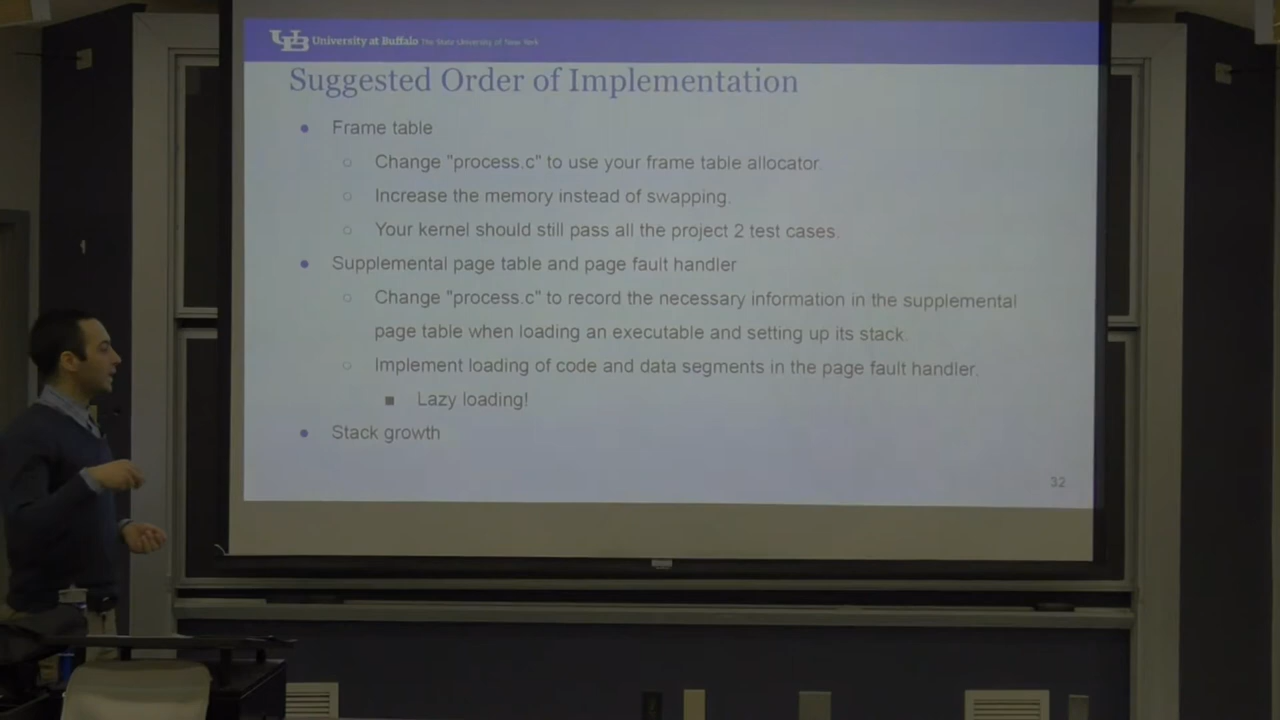 University at Buffalo The State University of New York
Suggested Order of Implementation
Frame table
Change "process.c" to use your frame table allocator.
Increase the memory instead of swapping.
Your kernel should still pass all the project 2 test cases.
Supplemental page table and page fault handler
Change "process.c" to record the necessary information in the supplemental
page table when loading an executable and setting up its stack.
Implement loading of code and data segments in the page fault handler.
Lazy loading!
Stack growth
32